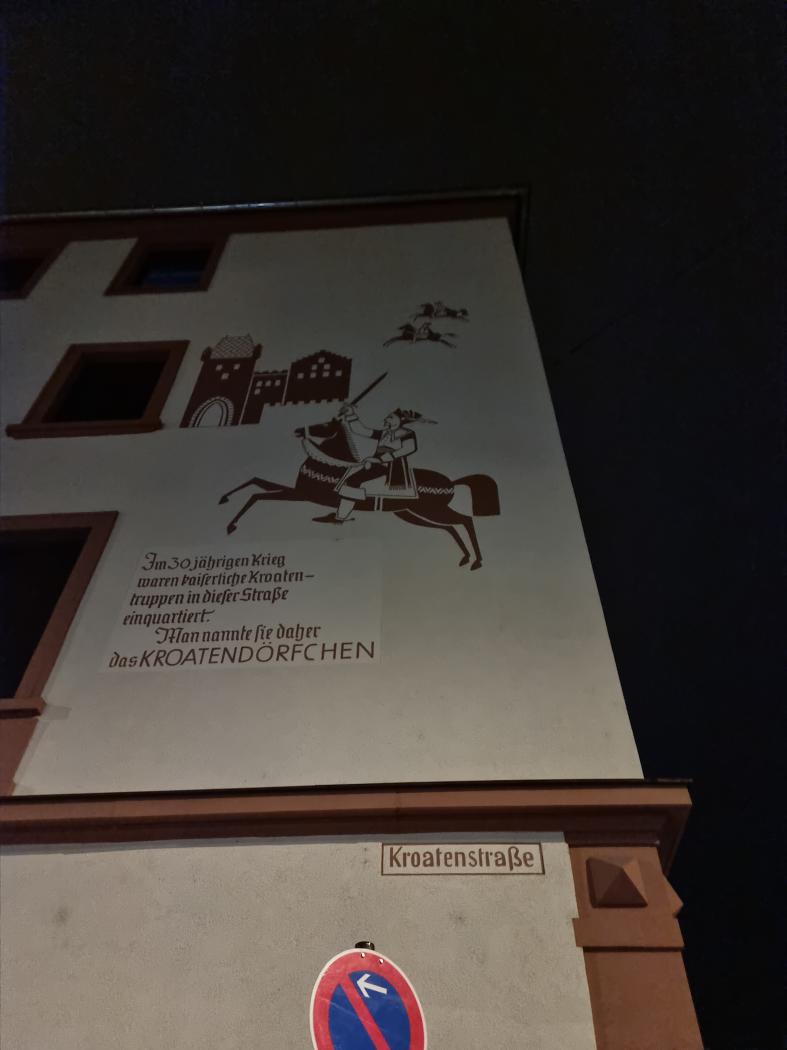 Im 30 jährigen Krieg
waren kaiserliche Kroaten-
truppen in dieser Straße
einquartiert.
Man nannte sie daher
das KROATENDÖRFCHEN
Kroatenstraße